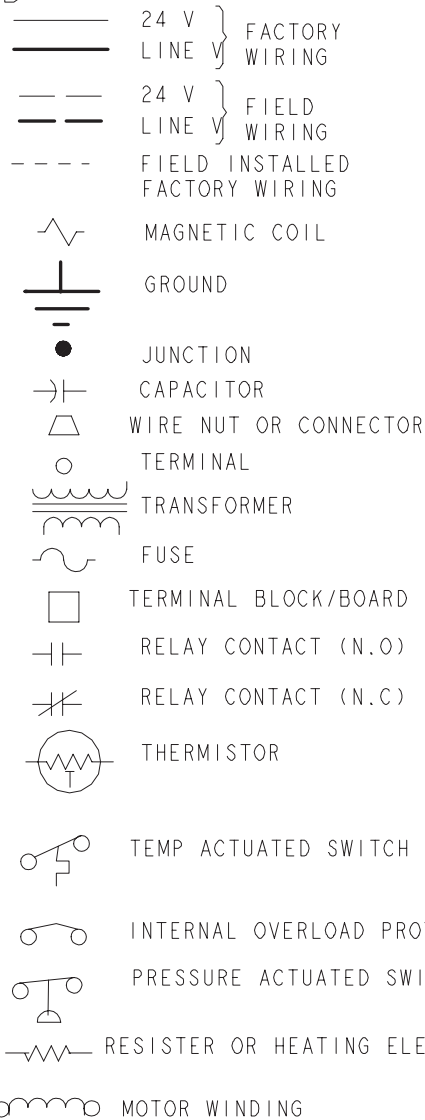 24 V
LINE V
FACTORY
WIRING
24 V
LINE V
FIELD
WIRING
FIELD INSTALLED
FACTORY WIRING
MAGNETIC COIL
GROUND
JUNCTION
CAPACITOR
WIRE NUT OR CONNECTOR
TERMINAL
TRANSFORMER
FUSE
TERMINAL BLOCK/BOARD
RELAY CONTACT (N.O)
RELAY CONTACT (N.C)
THERMISTOR
T
TEMP ACTUATED SWITCH
INTERNAL OVERLOAD PRO
PRESSURE ACTUATED SWI
RESISTER OR HEATING ELE
MOTOR WINDING